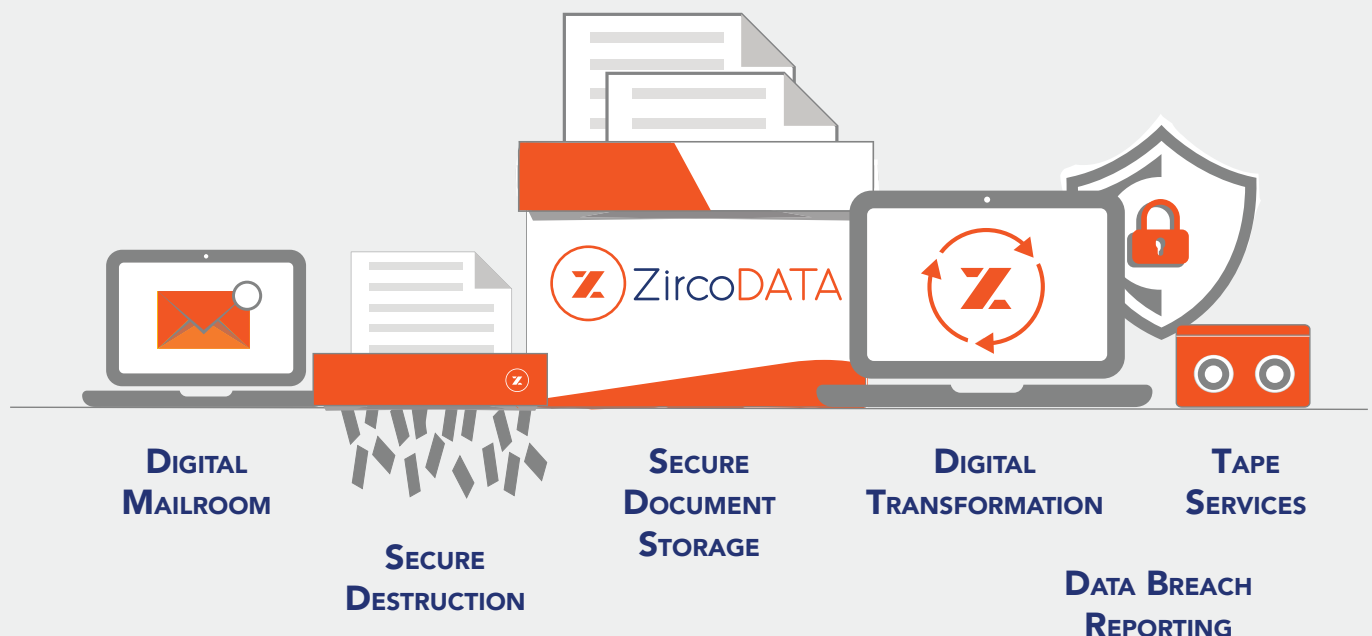 ZircoDATA
DIGITAL
MAILROOM
SECURE
DESTRUCTION
SECURE
DOCUMENT
STORAGE
DIGITAL
TRANSFORMATION
TAPE
SERVICES
DATA BREACH
REPORTING